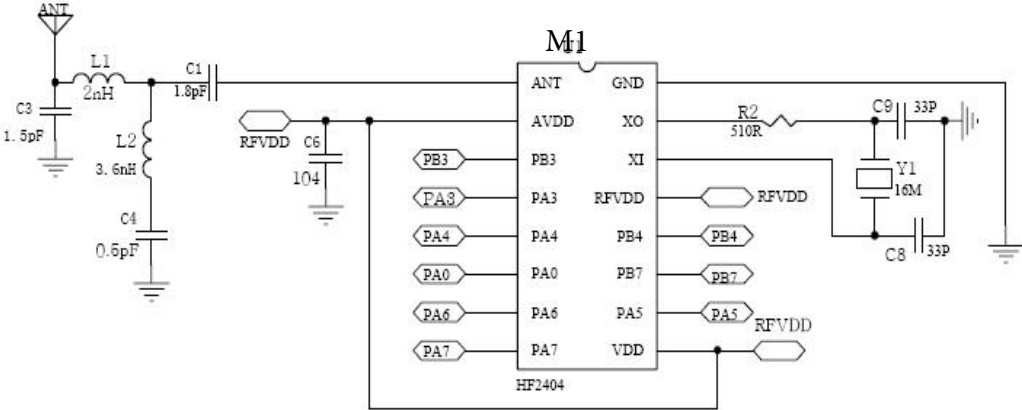 ANT
M1
L1
2nH
C1
1.8pF
C3
1.5pF
L2
3.6nH
C4
0.5pF
RFVDD
C6
104
ANT
GND
AVDD
XO
PB3
XI
PA3
RFVDD
PA4
PB4
PA0
PB7
PA6
PA5
PA7
VDD
HF2404
PB3
PA3
PA4
PA0
PA6
PA7
R2
510R
C9
33P
Y1
16M
C8
33P
RFVDD
PB4
PB7
PA5
RFVDD